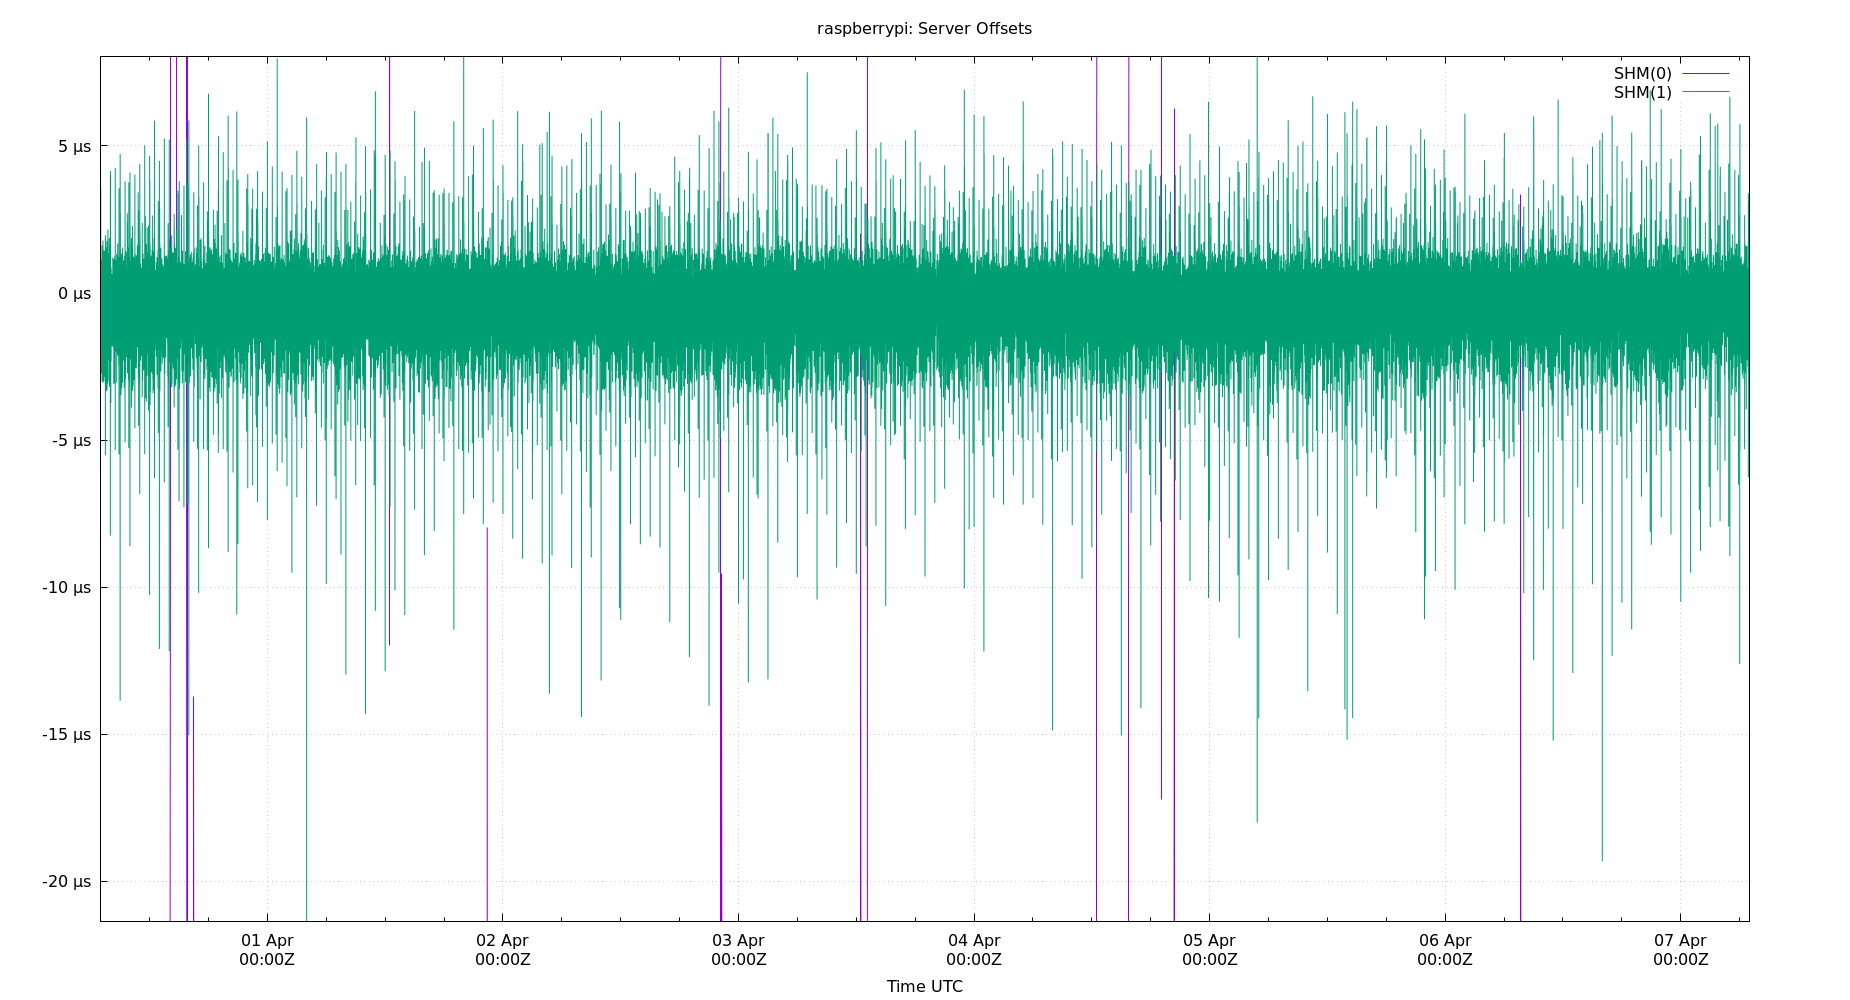 raspberrypi: Server Offsets
SHM(0)
SHM(1)
5 µs
0 µs
-5 µs
-10 µs
-15 µs
-20 µs
01 Apr 02 Apr 03 Apr 04 Apr 05 Apr 06 Apr 07 Apr
00:00Z 00:00Z 00:00Z 00:00Z 00:00Z 00:00Z 00:00Z
Time UTC